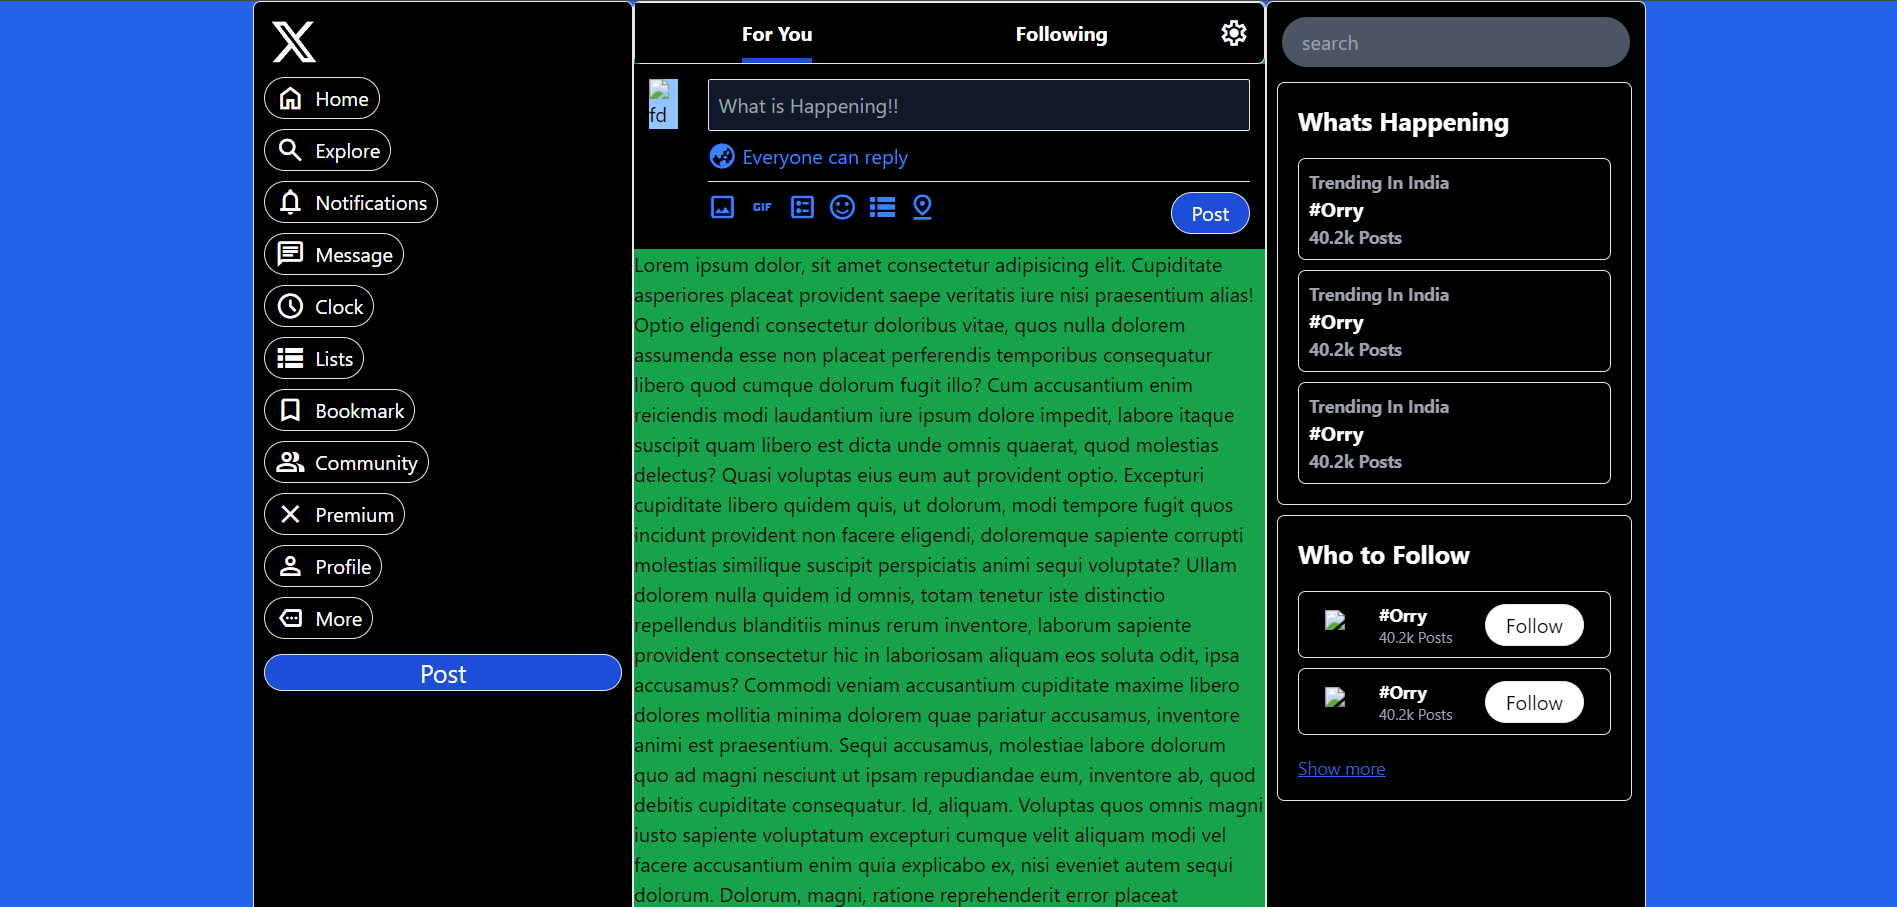 X
Home
Explore
Notifications
Message
Clock
Lists
Bookmark
Community
Premium
Profile
More
Post
For You
Following
fd
What is Happening!!
Everyone can reply
GIF
Post
Lorem ipsum dolor, sit amet consectetur adipisicing elit. Cupiditate
asperiores placeat provident saepe veritatis iure nisi praesentium alias!
Optio eligendi consectetur doloribus vitae, quos nulla dolorem
assumenda esse non placeat perferendis temporibus consequatur
libero quod cumque dolorum fugit illo? Cum accusantium enim
reiciendis modi laudantium iure ipsum dolore impedit, labore itaque
suscipit quam libero est dicta unde omnis quaerat, quod molestias
delectus? Quasi voluptas eius eum aut provident optio. Excepturi
cupiditate libero quidem quis, ut dolorum, modi tempore fugit quos
incidunt provident non facere eligendi, doloremque sapiente corrupti
molestias similique suscipit perspiciatis animi sequi voluptate? Ullam
dolorem nulla quidem id omnis, totam tenetur iste distinctio
repellendus blanditiis minus rerum inventore, laborum sapiente
provident consectetur hic in laboriosam aliquam eos soluta odit, ipsa
accusamus? Commodi veniam accusantium cupiditate maxime libero
dolores mollitia minima dolorem quae pariatur accusamus, inventore
animi est praesentium. Sequi accusamus, molestiae labore dolorum
quo ad magni nesciunt ut ipsam repudiandae eum, inventore ab, quod
debitis cupiditate consequatur. Id, aliquam. Voluptas quos omnis magni
iusto sapiente voluptatum excepturi cumque velit aliquam modi vel
facere accusantium enim quia explicabo ex, nisi eveniet autem sequi
dolorum. Dolorum, magni, ratione reprehenderit error placeat
search
Whats Happening
Trending In India
#Orry
40.2k Posts
Trending In India
#Orry
40.2k Posts
Trending In India
#Orry
40.2k Posts
Who to Follow
#Orry
40.2k Posts
Follow
#Orry
40.2k Posts
Follow
Show more